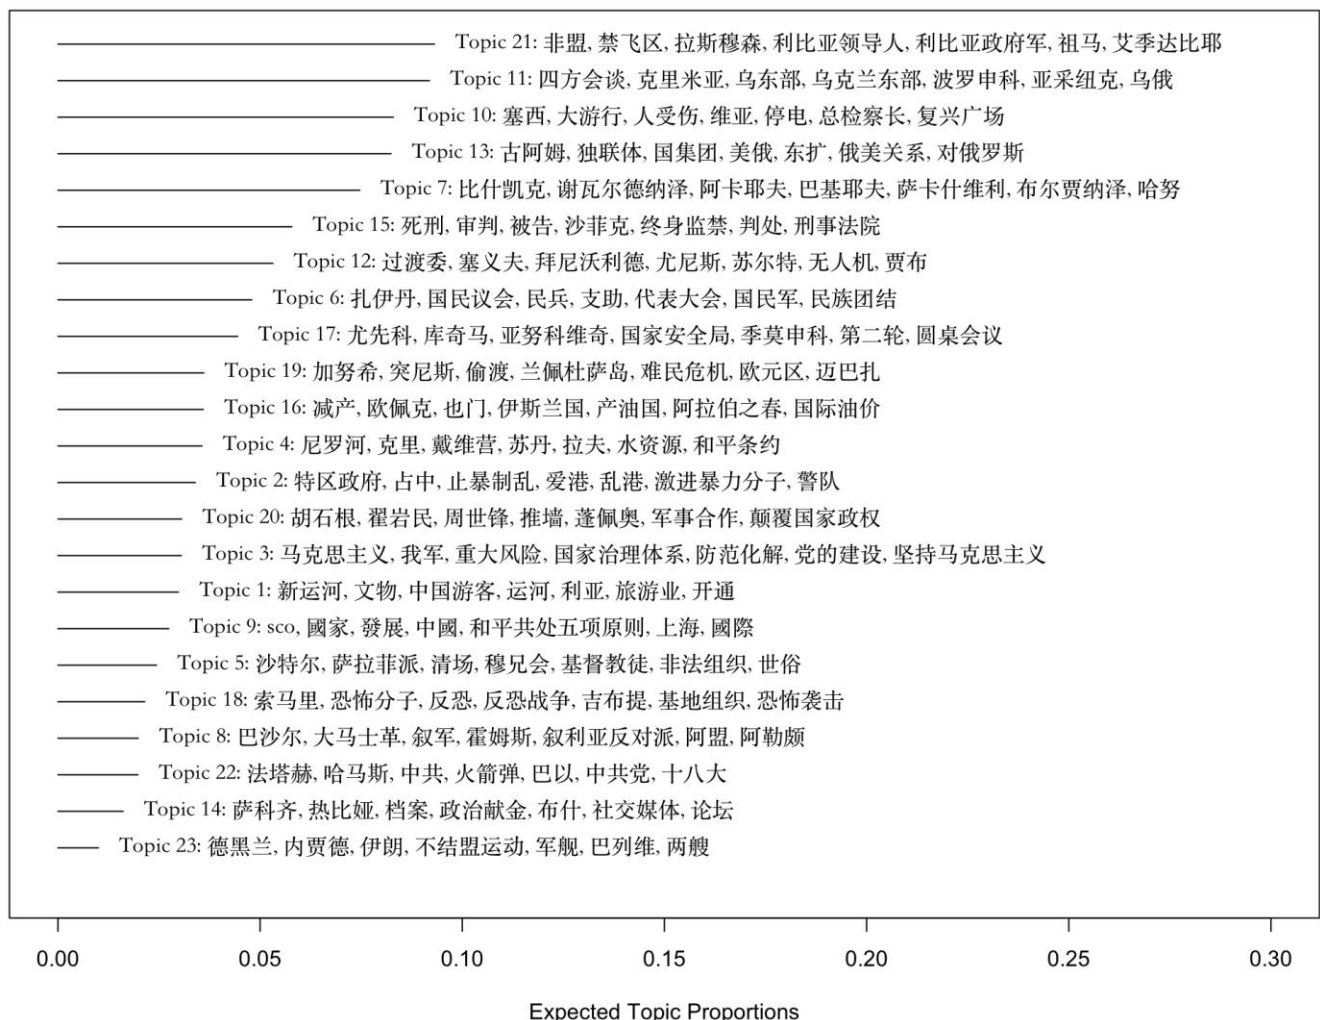 Topic 21: 非盟, 禁飞区, 拉斯穆森, 利比亚领导人, 利比亚政府军, 祖马, 艾季达比耶
Topic 11: 四方会谈, 克里米亚, 乌东部, 乌克兰东部, 波罗申科, 亚采纽克, 乌俄
Topic 10: 塞西, 大游行, 人受伤, 维亚, 停电, 总检察长, 复兴广场
Topic 13: 古阿姆, 独联体, 国集团, 美俄, 东扩, 俄美关系, 对俄罗斯
Topic 7: 比什凯克, 谢瓦尔德纳泽, 阿卡耶夫, 巴基耶夫, 萨卡什维利, 布尔贾纳泽, 哈努
Topic 15: 死刑, 审判, 被告, 沙菲克, 终身监禁, 判处, 刑事法院
Topic 12: 过渡委, 塞义夫, 拜尼沃利德, 尤尼斯, 苏尔特, 无人机, 贾布
Topic 6: 扎伊丹, 国民议会, 民兵, 支助, 代表大会, 国民军, 民族团结
Topic 17: 尤先科, 库奇马, 亚努科维奇, 国家安全局, 季莫申科, 第二轮, 圆桌会议
Topic 19: 加努希, 突尼斯, 偷渡, 兰佩杜萨岛, 难民危机, 欧元区, 迈巴扎
Topic 16: 减产, 欧佩克, 也门, 伊斯兰国, 产油国, 阿拉伯之春, 国际油价
Topic 4: 尼罗河, 克里, 戴维营, 苏丹, 拉夫, 水资源, 和平条约
Topic 2: 特区政府, 占中, 止暴制乱, 爱港, 乱港, 激进暴力分子, 警队
Topic 20: 胡石根, 翟岩民, 周世锋, 推墙, 蓬佩奥, 军事合作, 颠覆国家政权
Topic 3: 马克思主义, 我军, 重大风险, 国家治理体系, 防范化解, 党的建设, 坚持马克思主义
Topic 1: 新运河, 文物, 中国游客, 运河, 利亚, 旅游业, 开通
Topic 9: sco, 國家, 發展, 中國, 和平共处五项原则, 上海, 國際
Topic 5: 沙特尔, 萨拉菲派, 清场, 穆兄会, 基督教徒, 非法组织, 世俗
Topic 18: 索马里, 恐怖分子, 反恐, 反恐战争, 吉布提, 基地组织, 恐怖袭击
Topic 8: 巴沙尔, 大马士革, 叙军, 霍姆斯, 叙利亚反对派, 阿盟, 阿勒颇
Topic 22: 法塔赫, 哈马斯, 中共, 火箭弹, 巴以, 中共党, 十八大
Topic 14: 萨科齐, 热比娅, 档案, 政治献金, 布什, 社交媒体, 论坛
Topic 23: 德黑兰, 内贾德, 伊朗, 不结盟运动, 军舰, 巴列维, 两艘
0.00 0.05 0.10 0.15 0.20 0.25 0.30
Expected Topic Proportions